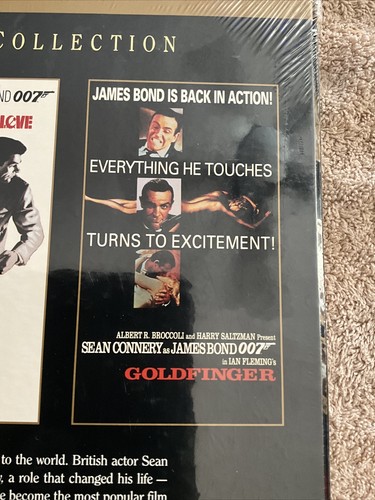 COLLECTION
ND 007
LOVE
JAMES BOND IS BACK IN ACTION!
EVERYTHING HE TOUCHES
TURNS TO EXCITEMENT!
ALBERT R. BROCCOLI and HARRY SALTZMAN Present
SEAN CONNERY as JAMES BOND 007
in IAN FLEMING's
GOLDFINGER
to the world. British actor Sean
, a role that changed his life —
e become the most popular film